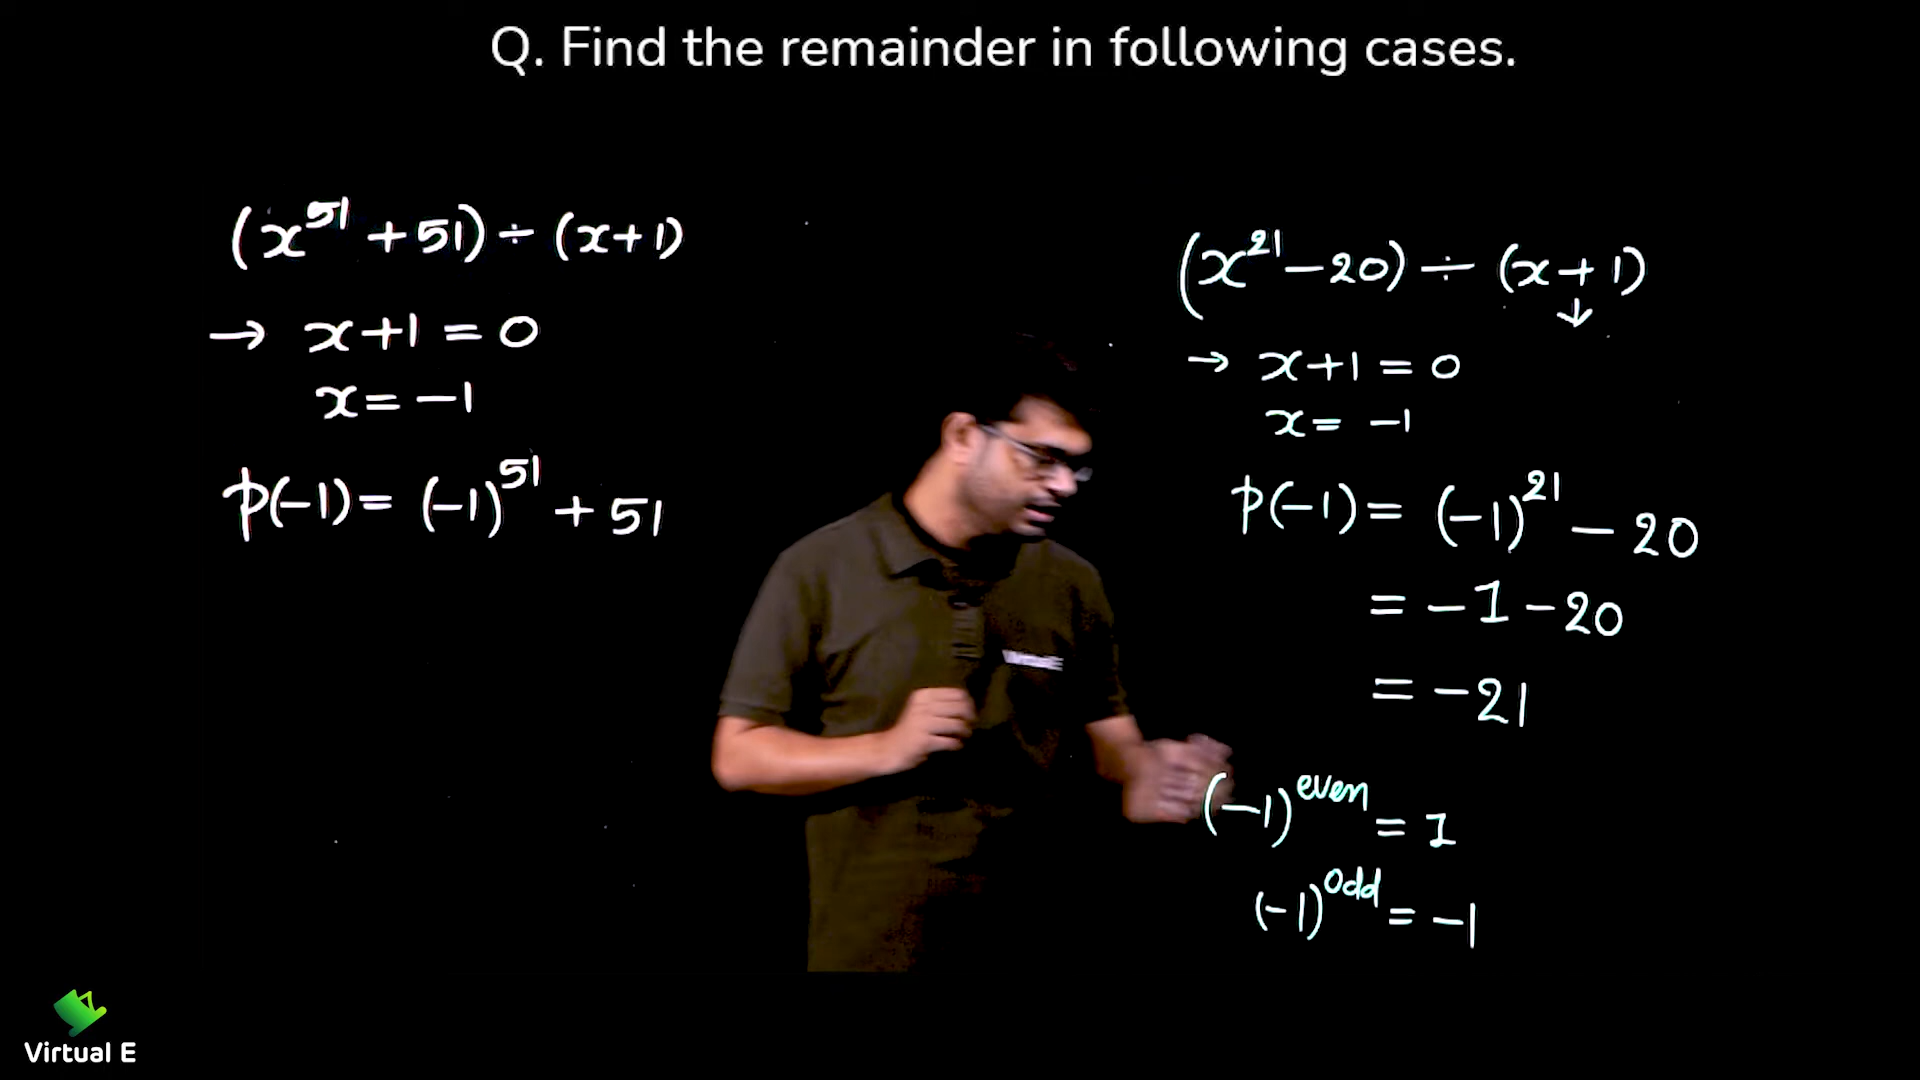 Q. Find the remainder in following cases.
(x^51 + 51) ÷ (x+1)
→ x+1 = 0
x = -1
p(-1) = (-1)^51 + 51
(x^21 - 20) ÷ (x + 1)
↓
→ x+1 = 0
x = -1
p(-1) = (-1)^21 - 20
= -1 - 20
= -21
(-1)^even = 1
(-1)^odd = -1
Virtual E